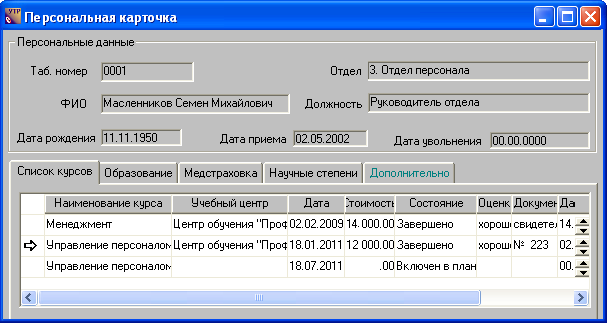 УТР Персональная карточка
Персональные данные
Таб. номер 0001 Отдел 3. Отдел персонала
ФИО Масленников Семен Михайлович Должность Руководитель отдела
Дата рождения 11.11.1950 Дата приема 02.05.2002 Дата увольнения 00.00.0000
Список курсов Образование Медстраховка Научные степени Дополнительно
Наименование курса Учебный центр Дата Стоимость Состояние Оценк Докумен Да
Менеджмент Центр обучения "Проф 02.02.2009 14.000.00 Завершено хорош свидетел 14.
Управление персоналом Центр обучения "Проф 18.01.2011 12 000.00 Завершено хорош № 223 02.
Управление персоналом 18.07.2011 .00 Включен в план 00.